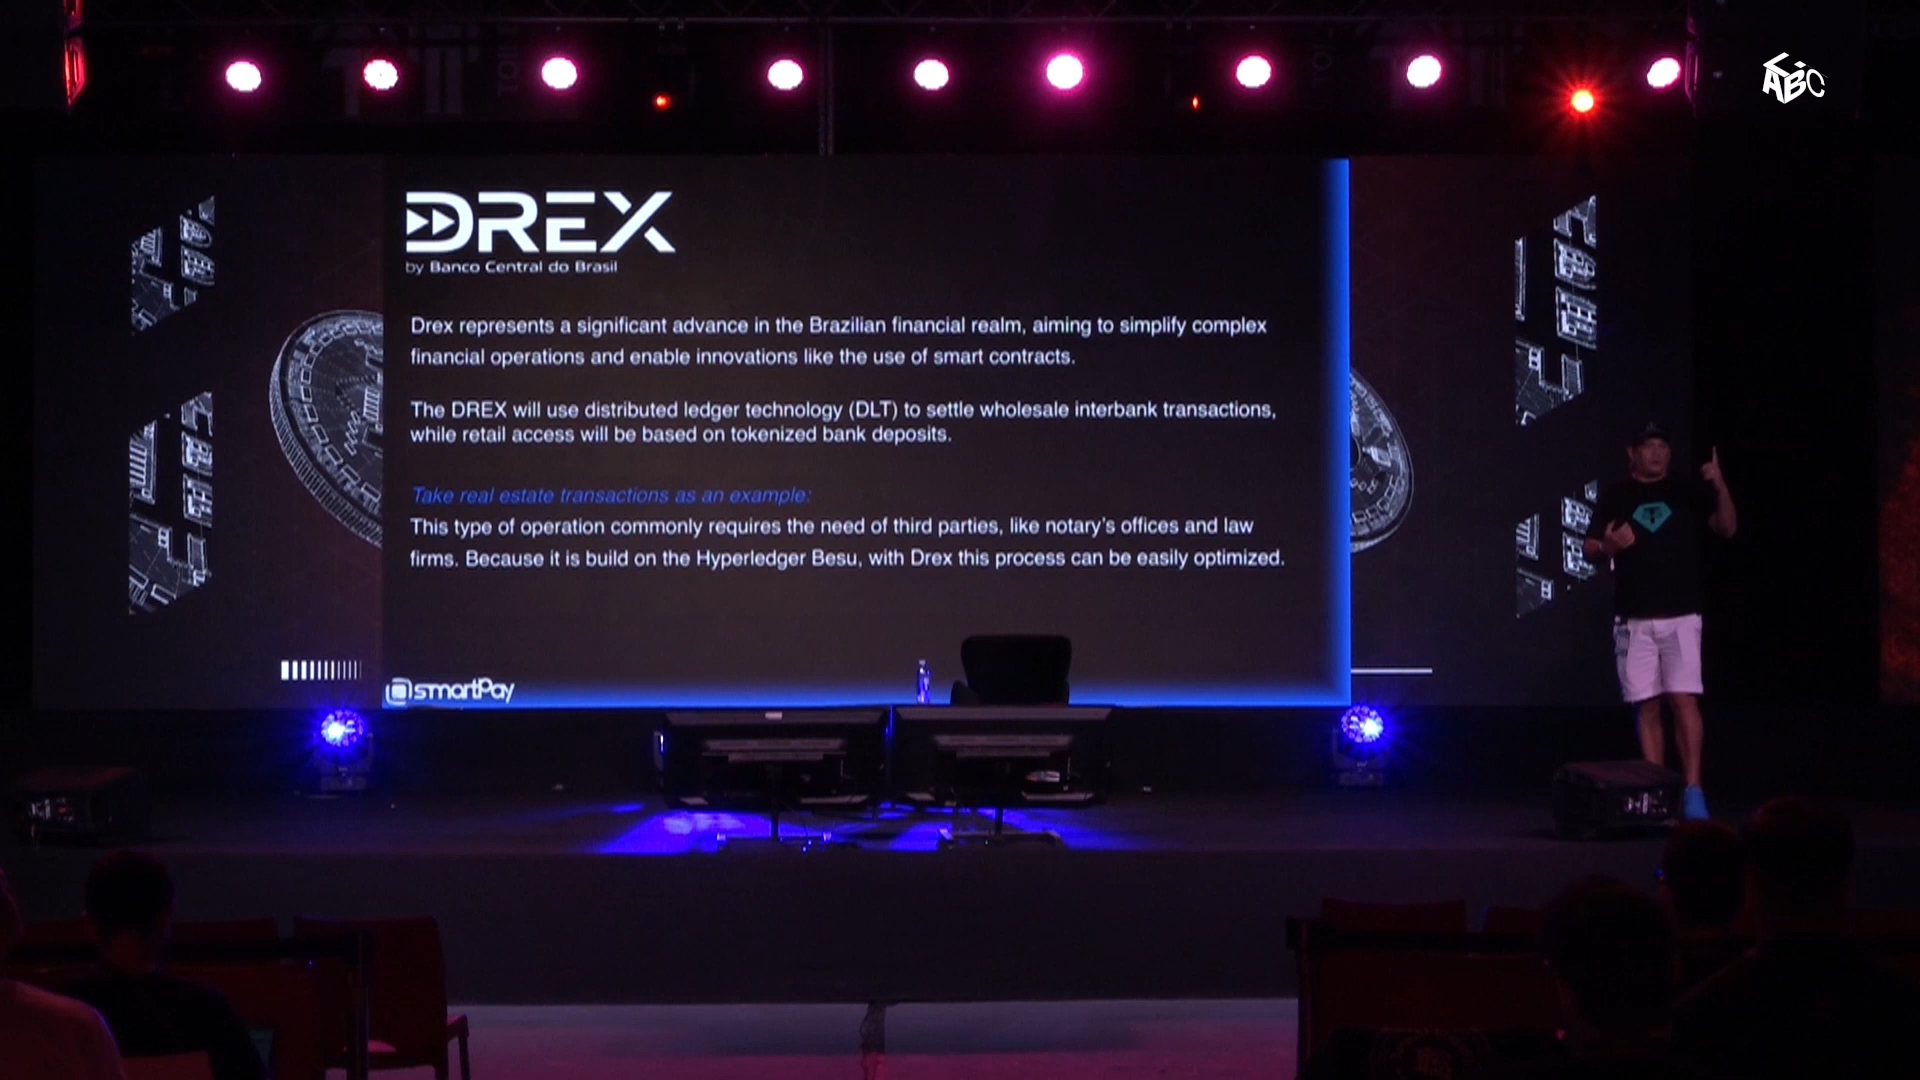 ABC
DREX
by Banco Central do Brasil
Drex represents a significant advance in the Brazilian financial realm, aiming to simplify complex
financial operations and enable innovations like the use of smart contracts.
The DREX will use distributed ledger technology (DLT) to settle wholesale interbank transactions,
while retail access will be based on tokenized bank deposits.
Take real estate transactions as an example:
This type of operation commonly requires the need of third parties, like notary's offices and law
firms. Because it is build on the Hyperledger Besu, with Drex this process can be easily optimized.
smartPay